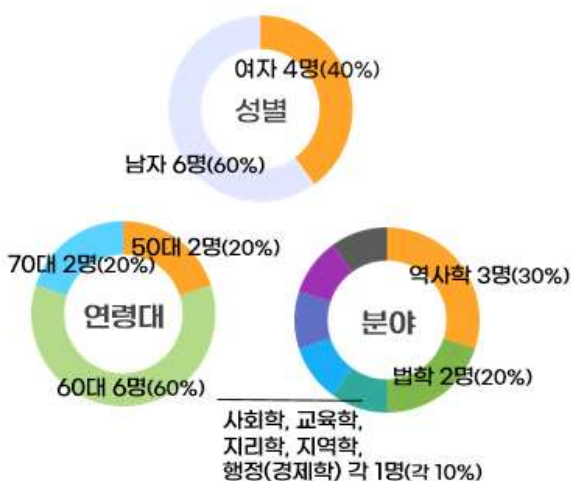 여자 4명(40%)
성별
남자 6명(60%)
50대 2명(20%)
70대 2명(20%)
연령대
60대 6명(60%)
역사학 3명(30%)
분야
법학 2명(20%)
사회학, 교육학,
지리학, 지역학,
행정(경제학) 각 1명(각 10%)